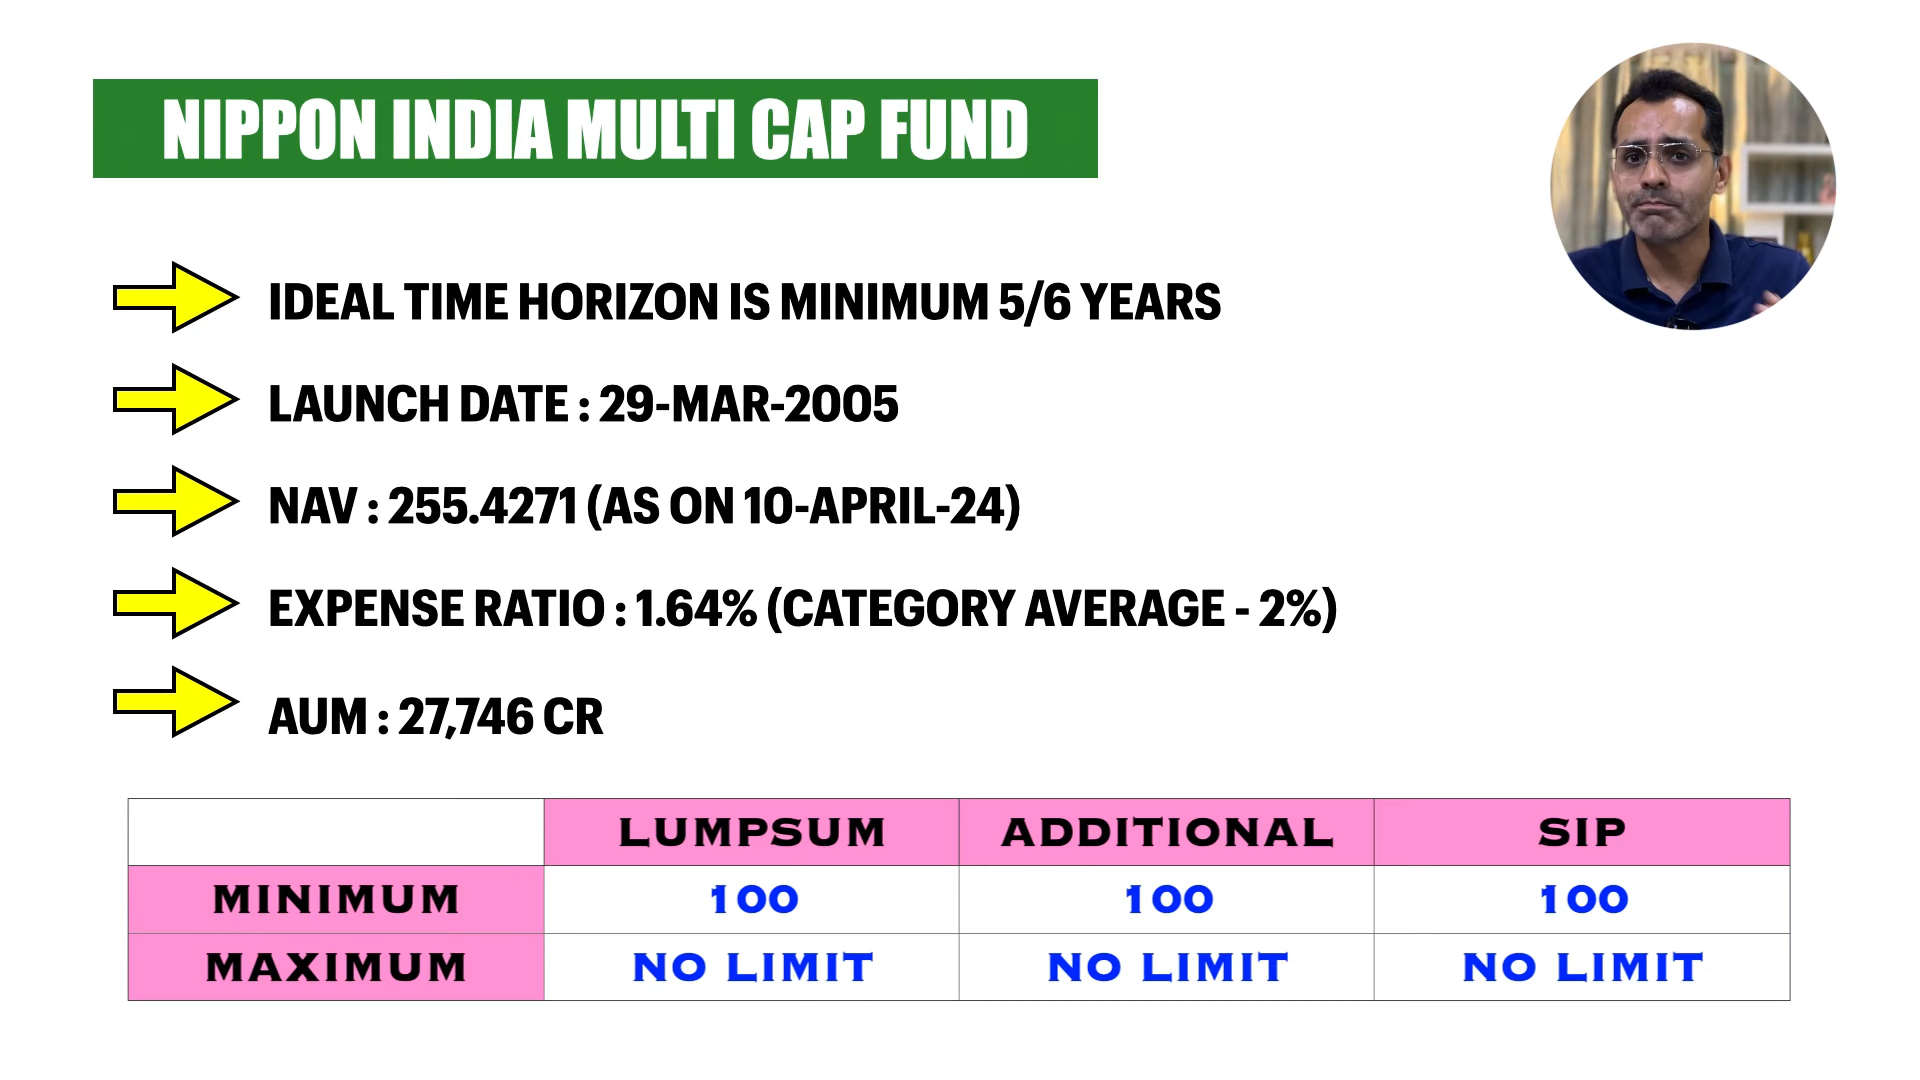 NIPPON INDIA MULTI CAP FUND
IDEAL TIME HORIZON IS MINIMUM 5/6 YEARS
LAUNCH DATE : 29-MAR-2005
NAV : 255.4271 (AS ON 10-APRIL-24)
EXPENSE RATIO : 1.64% (CATEGORY AVERAGE - 2%)
AUM : 27,746 CR
LUMPSUM ADDITIONAL SIP
MINIMUM 100 100 100
MAXIMUM NO LIMIT NO LIMIT NO LIMIT